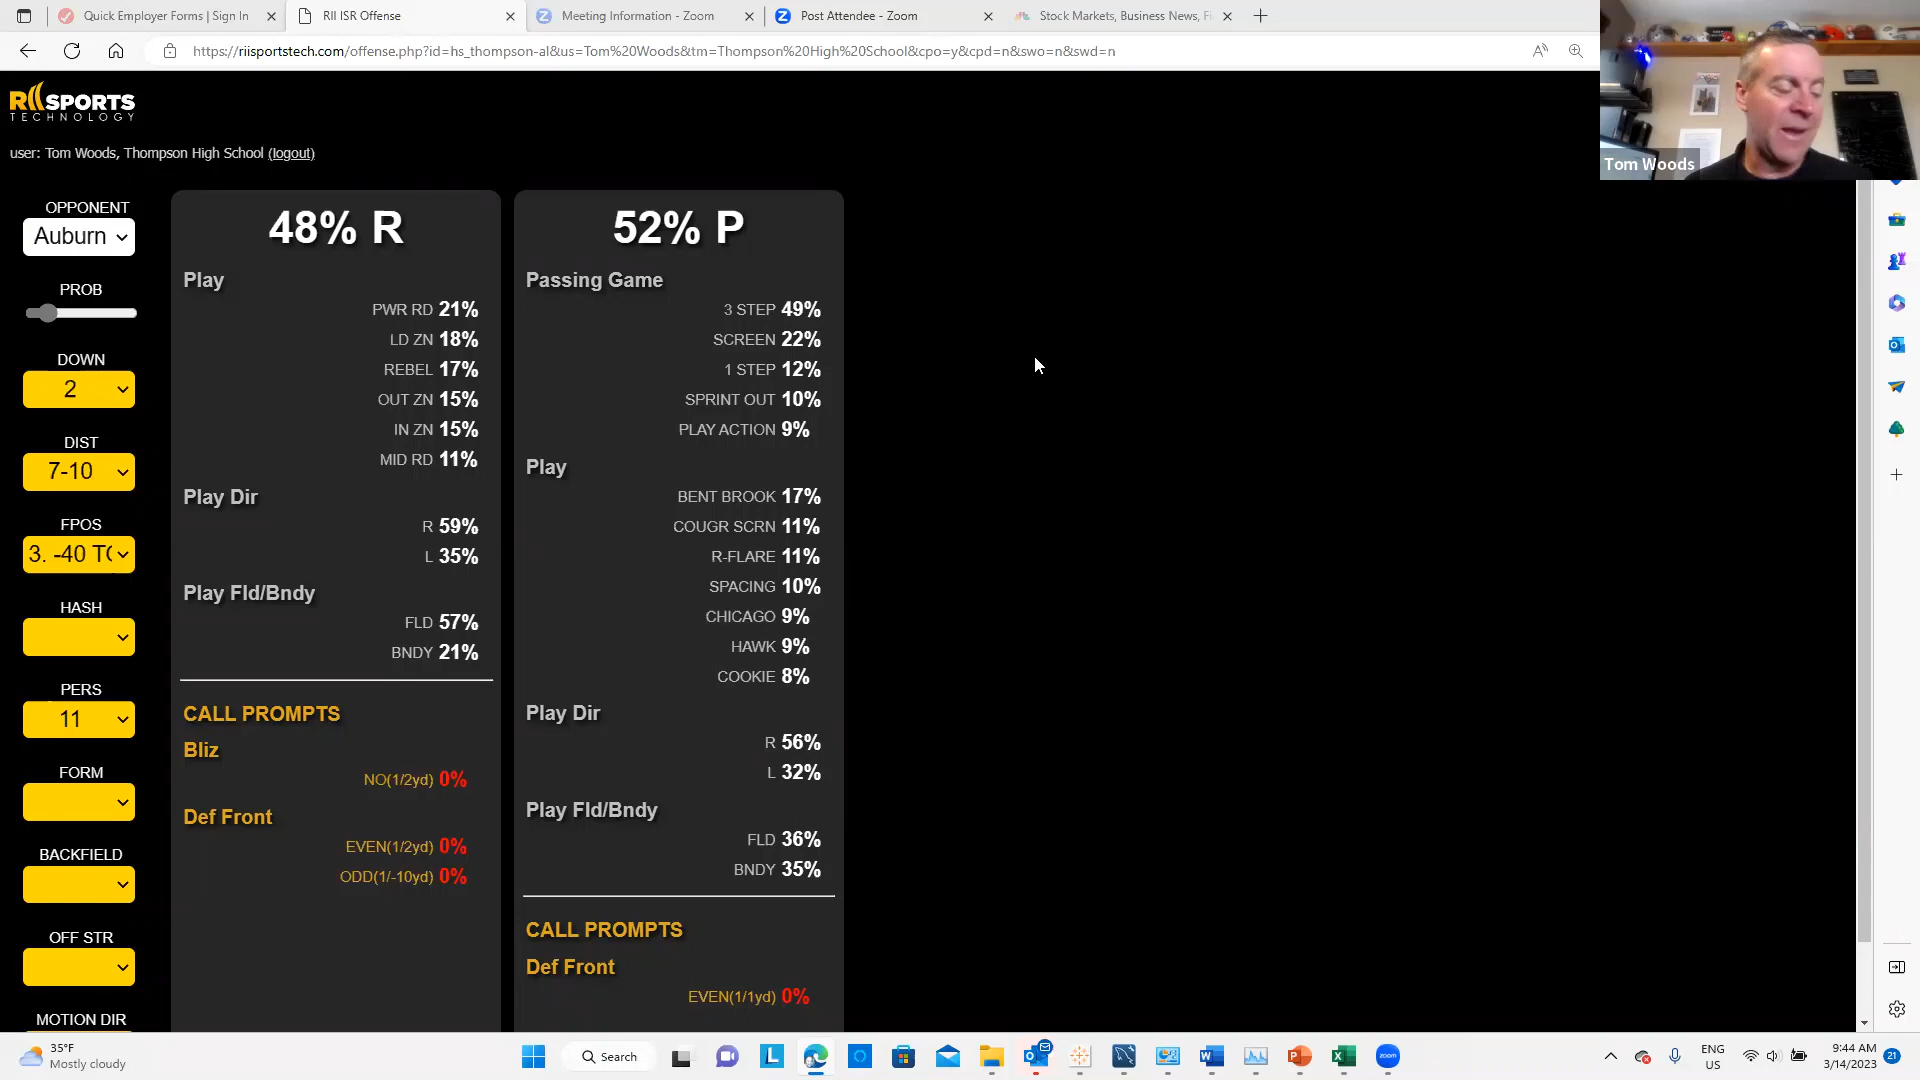 Quick Employer Forms | Sign In
RII ISR Offense
Meeting Information - Zoom
Post Attendee - Zoom
Stock Markets, Business News, Fi
https://riisportstech.com/offense.php?id=hs_thompson-al&us=Tom%20Woods&tm=Thompson%20High%20School&cpo=y&cpd=n&swo=n&swd=n
RII SPORTS
TECHNOLOGY
user: Tom Woods, Thompson High School (logout)
Tom Woods
OPPONENT
Auburn
PROB
DOWN
2
DIST
7-10
FPOS
3. -40 TO
HASH
PERS
11
FORM
BACKFIELD
OFF STR
MOTION DIR
48% R
Play
PWR RD 21%
LD ZN 18%
REBEL 17%
OUT ZN 15%
IN ZN 15%
MID RD 11%
Play Dir
R 59%
L 35%
Play Fld/Bndy
FLD 57%
BNDY 21%
CALL PROMPTS
Bliz
NO(1/2yd) 0%
Def Front
EVEN(1/2yd) 0%
ODD(1/-10yd) 0%
52% P
Passing Game
3 STEP 49%
SCREEN 22%
1 STEP 12%
SPRINT OUT 10%
PLAY ACTION 9%
Play
BENT BROOK 17%
COUGR SCRN 11%
R-FLARE 11%
SPACING 10%
CHICAGO 9%
HAWK 9%
COOKIE 8%
Play Dir
R 56%
L 32%
Play Fld/Bndy
FLD 36%
BNDY 35%
CALL PROMPTS
Def Front
EVEN(1/1yd) 0%
35°F
Mostly cloudy
Search
zoom
ENG
US
9:44 AM
3/14/2023
21